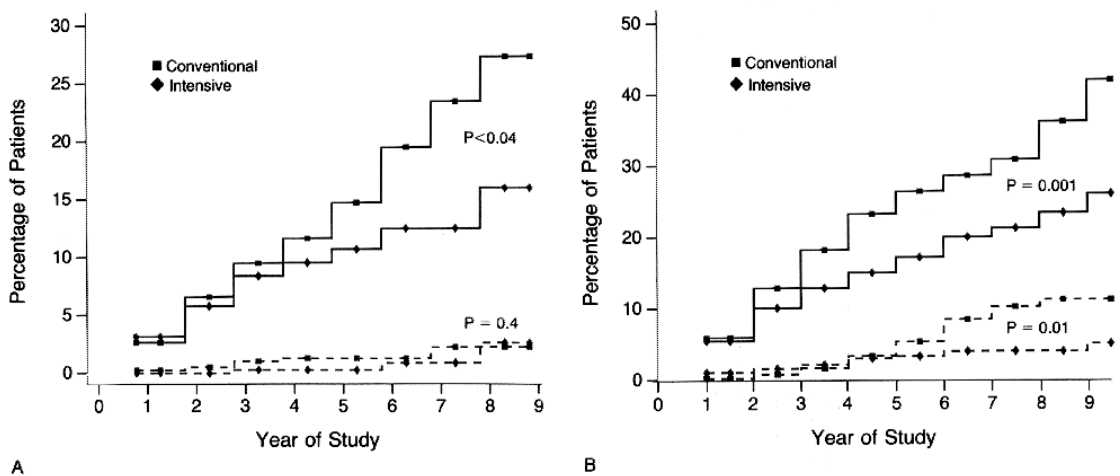 30
25
20
15
10
5
0
Percentage of Patients
Conventional
Intensive
P<0.04
P = 0.4
0 1 2 3 4 5 6 7 8 9
Year of Study
A
50
40
30
20
10
0
Percentage of Patients
Conventional
Intensive
P = 0.001
P = 0.01
0 1 2 3 4 5 6 7 8 9
Year of Study
B